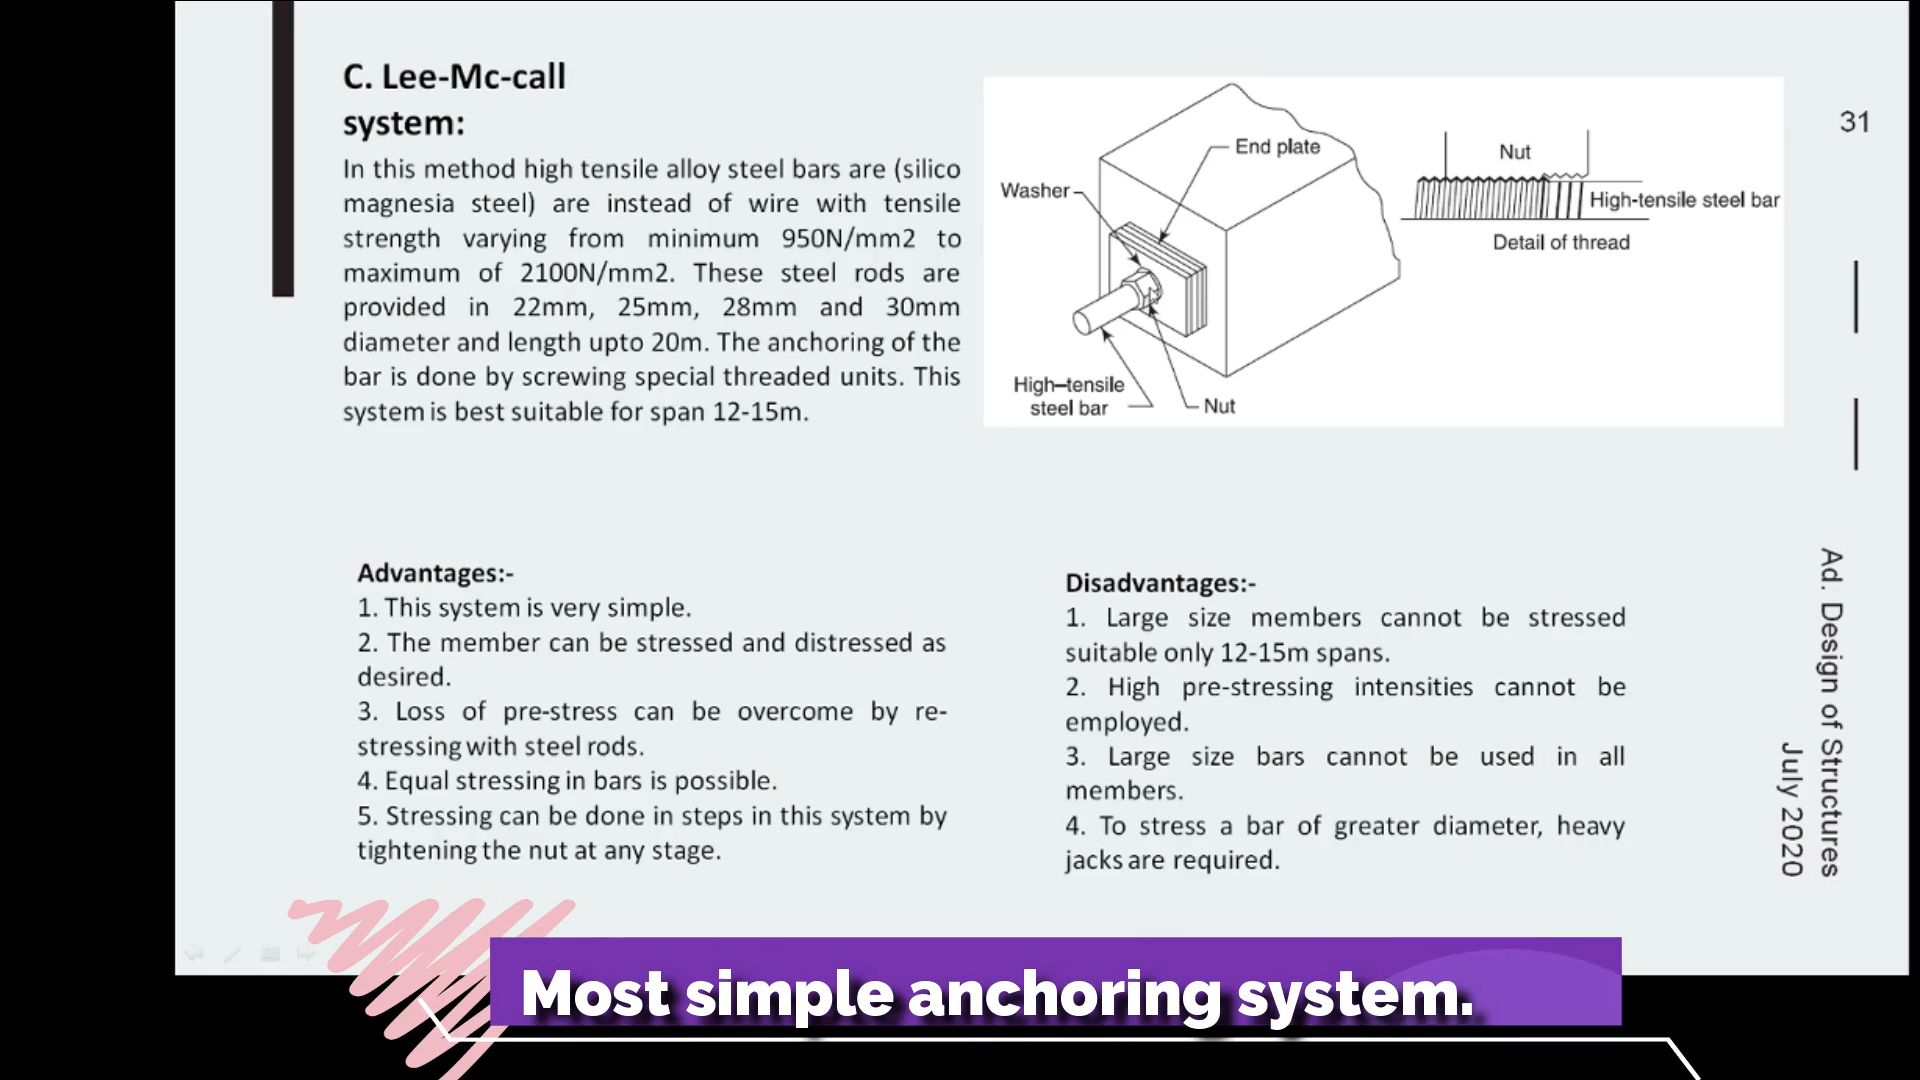 C. Lee-Mc-call
system:
In this method high tensile alloy steel bars are (silico
magnesia steel) are instead of wire with tensile
strength varying from minimum 950N/mm2 to
maximum of 2100N/mm2. These steel rods are
provided in 22mm, 25mm, 28mm and 30mm
diameter and length upto 20m. The anchoring of the
bar is done by screwing special threaded units. This
system is best suitable for span 12-15m.
End plate
Washer
High–tensile
steel bar
Nut
Nut
High-tensile steel bar
Detail of thread
31
Advantages:-
1. This system is very simple.
2. The member can be stressed and distressed as
desired.
3. Loss of pre-stress can be overcome by re-
stressing with steel rods.
4. Equal stressing in bars is possible.
5. Stressing can be done in steps in this system by
tightening the nut at any stage.
Disadvantages:-
1. Large size members cannot be stressed
suitable only 12-15m spans.
2. High pre-stressing intensities cannot be
employed.
3. Large size bars cannot be used in all
members.
4. To stress a bar of greater diameter, heavy
jacks are required.
Ad. Design of Structures
July 2020
Most simple anchoring system.